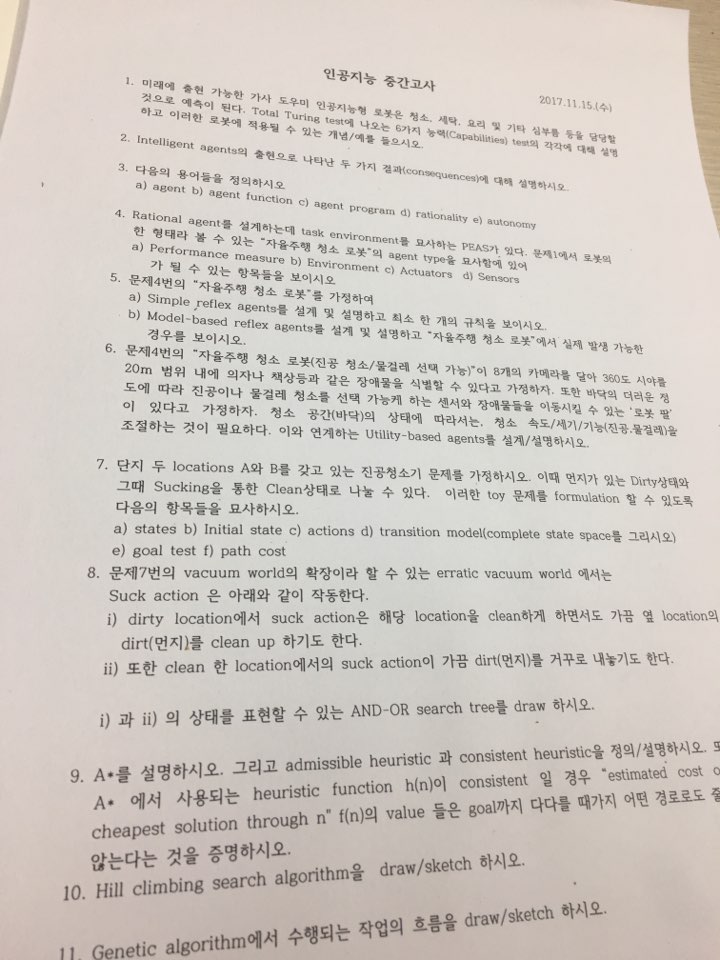 인공지능 중간고사
2017.11.15.(수)
1. 미래에 출현 가능한 가사 도우미 인공지능형 로봇은 청소, 세탁, 요리 및 기타 심부름 등을 담당할
것으로 예측이 된다. Total Turing test에 나오는 6가지 능력(Capabilities) test의 각각에 대해 설명
하고 이러한 로봇에 적용될 수 있는 개념/예를 들으시오.
2. Intelligent agents의 출현으로 나타난 두 가지 결과(consequences)에 대해 설명하시오.
3. 다음의 용어들을 정의하시오
a) agent b) agent function c) agent program d) rationality e) autonomy
4. Rational agent를 설계하는데 task environment를 묘사하는 PEAS가 있다. 문제1에서 로봇의
한 형태라 볼 수 있는 "자율주행 청소 로봇"의 agent type을 묘사함에 있어
a) Performance measure b) Environment c) Actuators d) Sensors
가 될 수 있는 항목들을 보이시오
5. 문제4번의 "자율주행 청소 로봇"를 가정하여
a) Simple reflex agents를 설계 및 설명하고 최소 한 개의 규칙을 보이시오.
b) Model-based reflex agents를 설계 및 설명하고 "자율주행 청소 로봇"에서 실제 발생 가능한
경우를 보이시오.
6. 문제4번의 "자율주행 청소 로봇(진공 청소/물걸레 선택 가능)"이 8개의 카메라를 달아 360도 시야를
20m 범위 내에 의자나 책상등과 같은 장애물을 식별할 수 있다고 가정하자. 또한 바닥의 더러운 정
도에 따라 진공이나 물걸레 청소를 선택 가능케 하는 센서와 장애물들을 이동시킬 수 있는 '로봇 팔'
이 있다고 가정하자. 청소 공간(바닥)의 상태에 따라서는, 청소 속도/세기/기능(진공,물걸레)을
조절하는 것이 필요하다. 이와 연계하는 Utility-based agents를 설계/설명하시오.
7. 단지 두 locations A와 B를 갖고 있는 진공청소기 문제를 가정하시오. 이때 먼지가 있는 Dirty상태와
그때 Sucking을 통한 Clean상태로 나눌 수 있다. 이러한 toy 문제를 formulation 할 수 있도록
다음의 항목들을 묘사하시오.
a) states b) Initial state c) actions d) transition model(complete state space를 그리시오)
e) goal test f) path cost
8. 문제7번의 vacuum world의 확장이라 할 수 있는 erratic vacuum world 에서는
Suck action 은 아래와 같이 작동한다.
i) dirty location에서 suck action은 해당 location을 clean하게 하면서도 가끔 옆 location의
dirt(먼지)를 clean up 하기도 한다.
ii) 또한 clean 한 location에서의 suck action이 가끔 dirt(먼지)를 거꾸로 내놓기도 한다.
i) 과 ii) 의 상태를 표현할 수 있는 AND-OR search tree를 draw 하시오.
9. A*를 설명하시오. 그리고 admissible heuristic 과 consistent heuristic을 정의/설명하시오.
A* 에서 사용되는 heuristic function h(n)이 consistent 일 경우 "estimated cost
cheapest solution through n" f(n)의 value 들은 goal까지 다다를 때가지 어떤 경로로도
않는다는 것을 증명하시오.
10. Hill climbing search algorithm을 draw/sketch 하시오.
11. Genetic algorithm에서 수행되는 작업의 흐름을 draw/sketch 하시오.